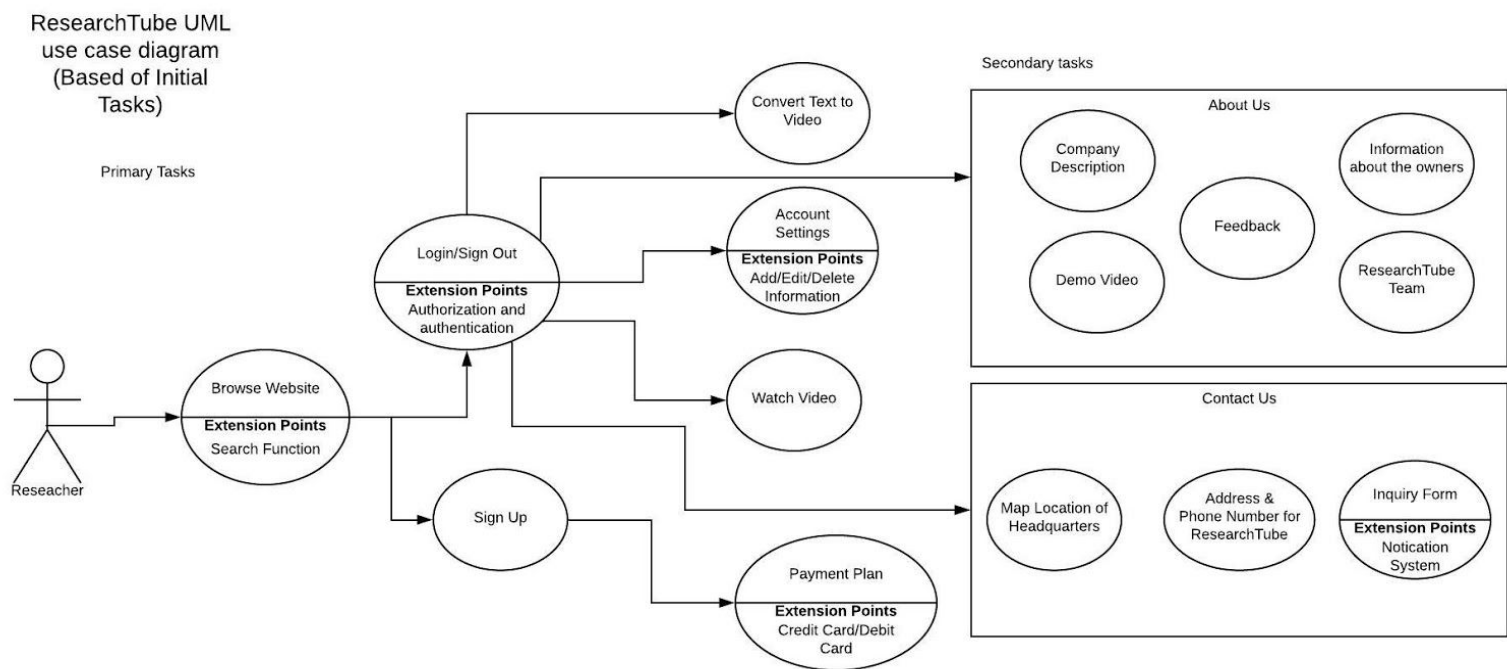 ResearchTube UML
use case diagram
(Based of Initial
Tasks)
Primary Tasks
Reseacher
Browse Website
Extension Points
Search Function
Login/Sign Out
Extension Points
Authorization and
authentication
Sign Up
Convert Text to
Video
Account
Settings
Extension Points
Add/Edit/Delete
Information
Watch Video
Payment Plan
Extension Points
Credit Card/Debit
Card
Secondary tasks
About Us
Company
Description
Information
about the owners
Feedback
Demo Video
ResearchTube
Team
Contact Us
Map Location of
Headquarters
Address &
Phone Number for
ResearchTube
Inquiry Form
Extension Points
Notication
System